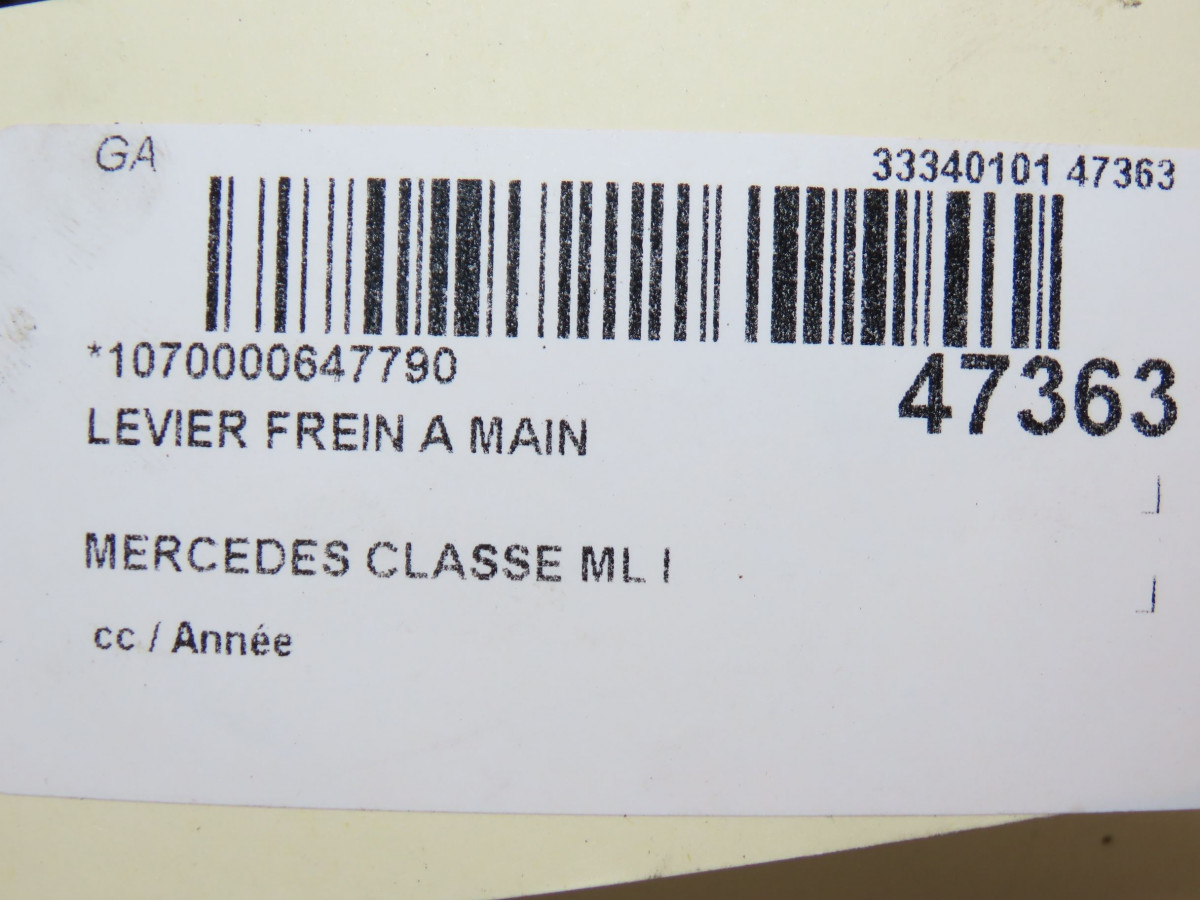 GA
33340101 47363
*1070000647790
47363
LEVIER FREIN A MAIN
MERCEDES CLASSE ML I
cc / Année